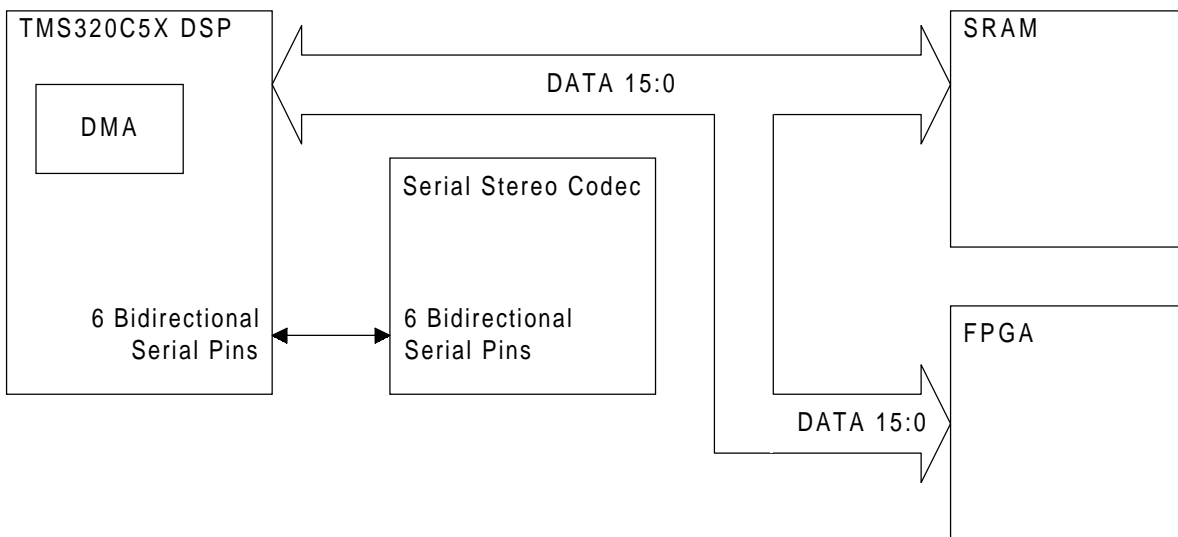 TMS320C5X DSP
DMA
6 Bidirectional
Serial Pins
DATA 15:0
Serial Stereo Codec
6 Bidirectional
Serial Pins
SRAM
FPGA
DATA 15:0